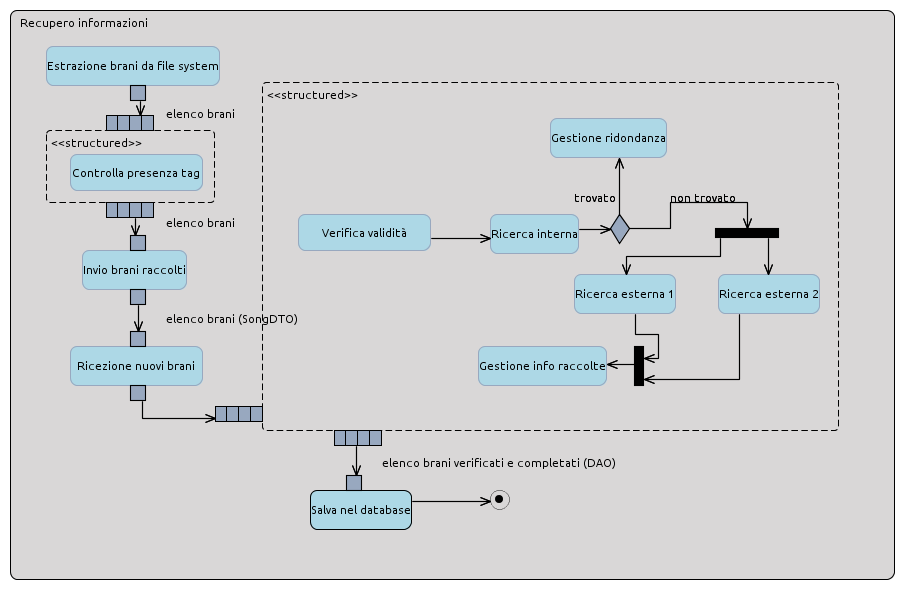 Recupero informazioni
Estrazione brani da file system
elenco brani
<<structured>>
Controlla presenza tag
elenco brani
Invio brani raccolti
elenco brani (SongDTO)
Ricezione nuovi brani
<<structured>>
Gestione ridondanza
trovato
non trovato
Verifica validità
Ricerca interna
Ricerca esterna 1
Ricerca esterna 2
Gestione info raccolte
elenco brani verificati e completati (DAO)
Salva nel database